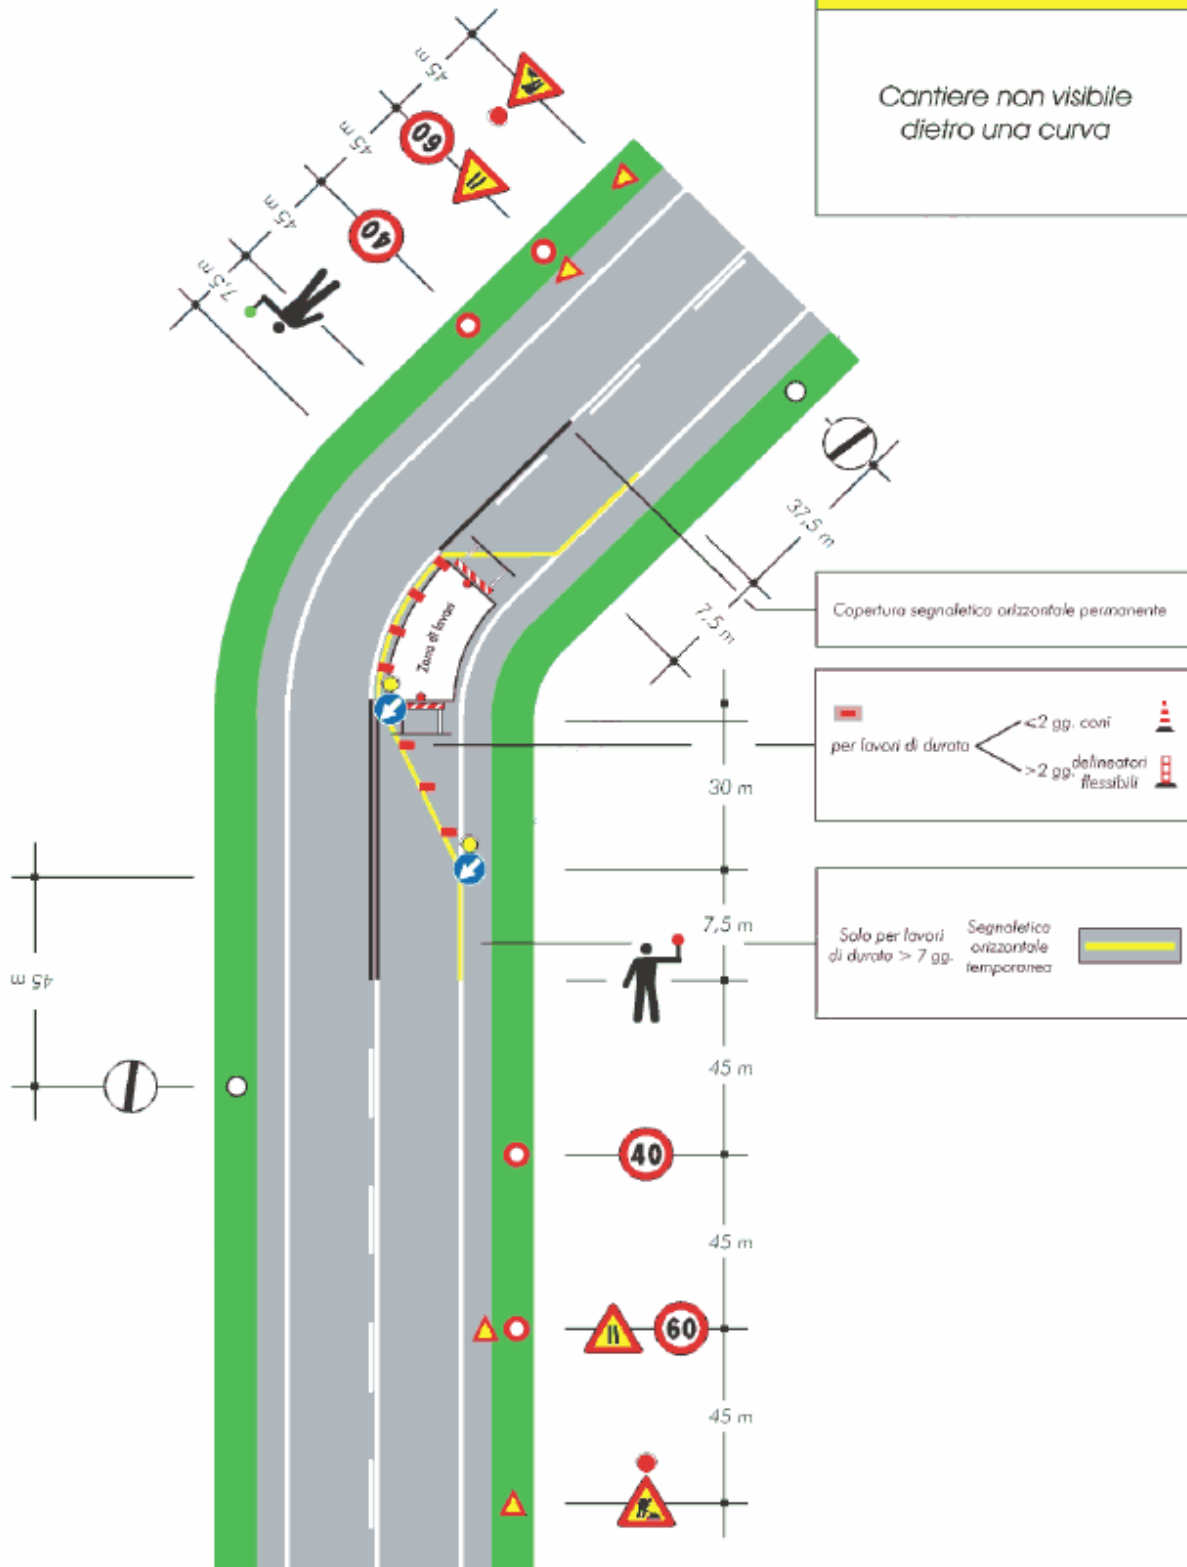 Cantiere non visibile
dietro una curva
45 m
45 m
45 m
7,5 m
60
40
37,5 m
7,5 m
Copertura segnaletica orizzontale permanente
Zona di lavori
per lavori di durata
<2 gg. coni
>2 gg. delineatori
flessibili
30 m
7,5 m
Solo per lavori
di durata > 7 gg.
Segnaletica
orizzontale
temporanea
45 m
45 m
40
45 m
60
45 m